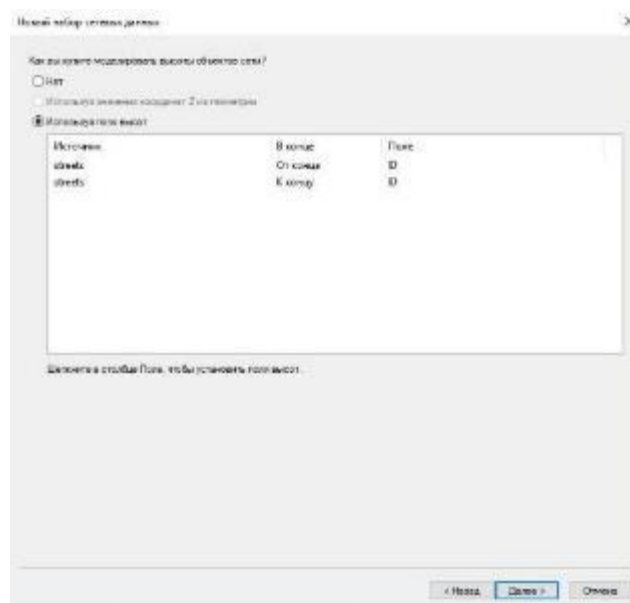 Новый набор сетевых данных
Как вы хотите моделировать высоты объектов сети?
Нет
Используя значения координат Z из геометрии
Используя поля высот
Источник В конце Поле
streets От конца ID
streets К концу ID
Щелкните в столбце Поле, чтобы установить поля высот.
< Назад Далее > Отмена